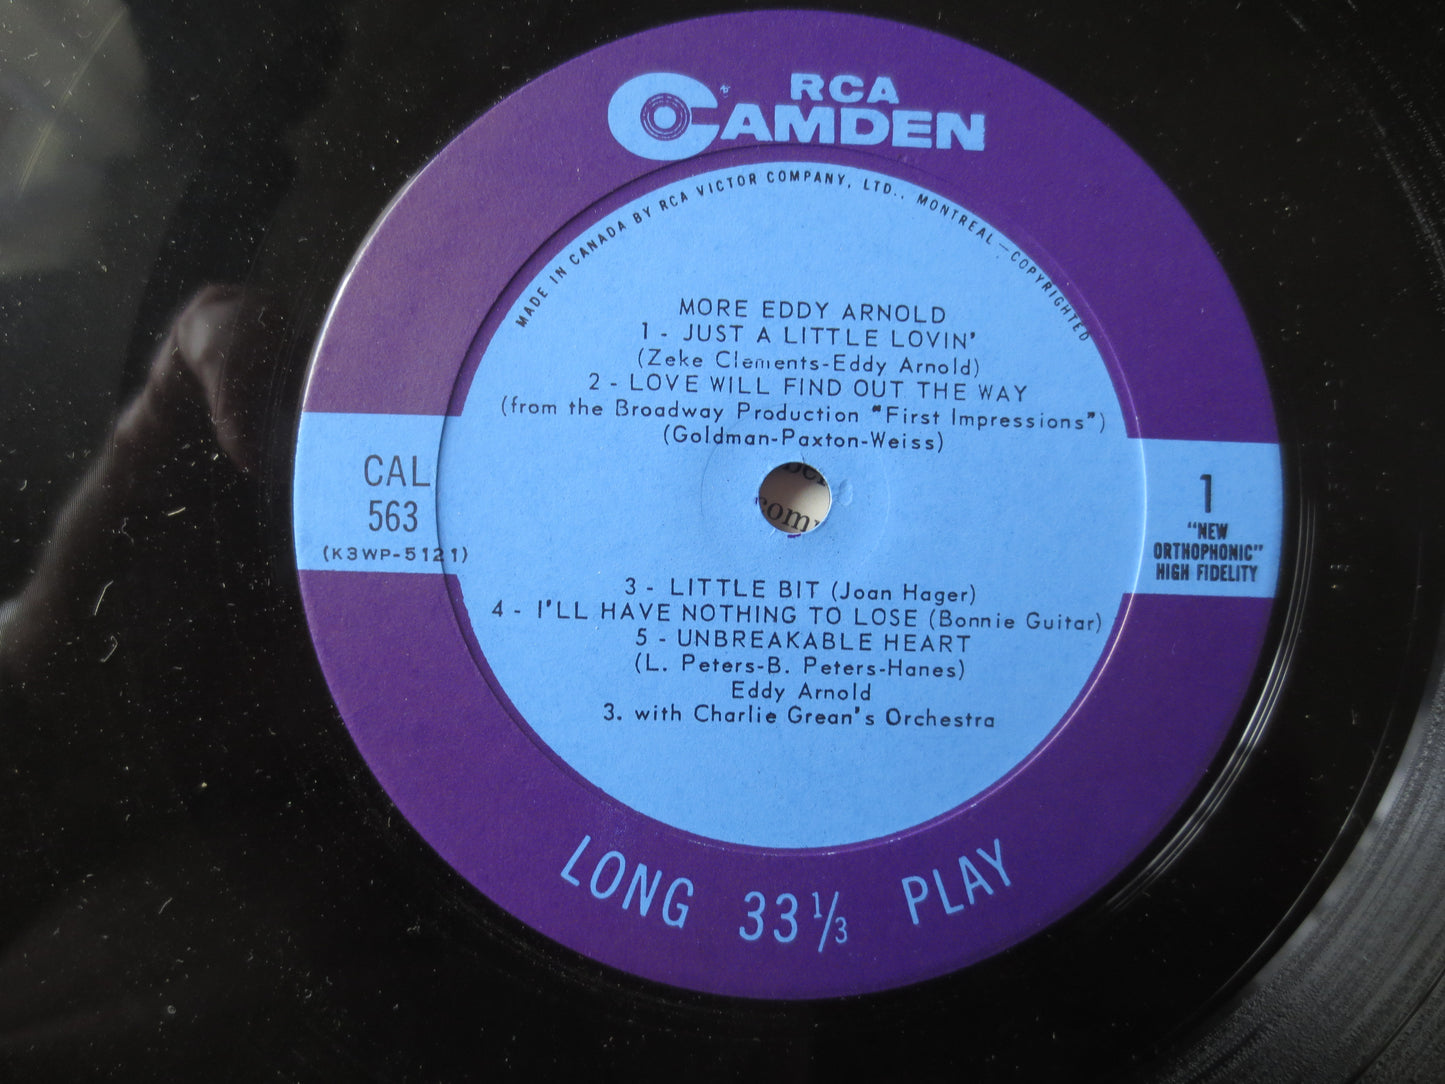 RCA
CAMDEN
MADE IN CANADA BY RCA VICTOR COMPANY, LTD., MONTREAL—COPYRIGHTED
MORE EDDY ARNOLD
1 - JUST A LITTLE LOVIN'
(Zeke Clements-Eddy Arnold)
2 - LOVE WILL FIND OUT THE WAY
(from the Broadway Production "First Impressions")
(Goldman-Paxton-Weiss)
CAL
563
(K3WP-5121)
1
"NEW
ORTHOPHONIC"
HIGH FIDELITY
3 - LITTLE BIT (Joan Hager)
4 - I'LL HAVE NOTHING TO LOSE (Bonnie Guitar)
5 - UNBREAKABLE HEART
(L. Peters-B. Peters-Hanes)
Eddy Arnold
3. with Charlie Grean's Orchestra
LONG 33 1/3 PLAY